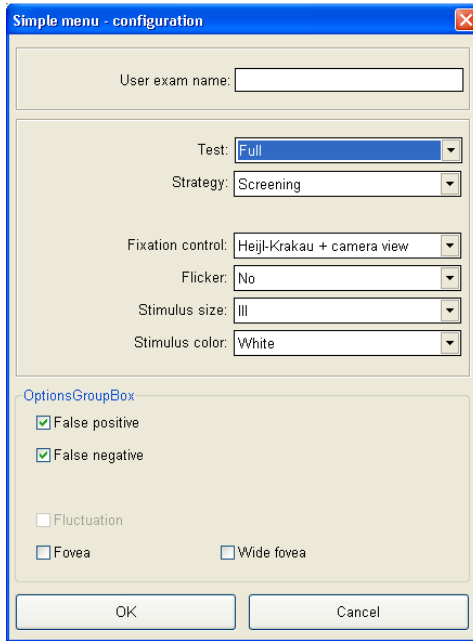 Simple menu - configuration
User exam name:
Test: Full
Strategy: Screening
Fixation control: Heijl-Krakau + camera view
Flicker: No
Stimulus size: III
Stimulus color: White
OptionsGroupBox
False positive
False negative
Fluctuation
Fovea Wide fovea
OK Cancel